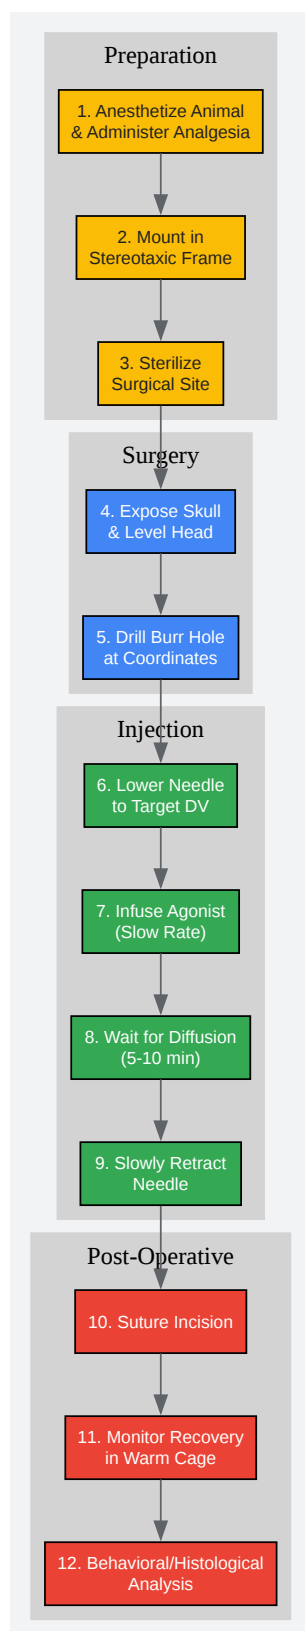 Preparation
1. Anesthetize Animal
& Administer Analgesia
2. Mount in
Stereotaxic Frame
3. Sterilize
Surgical Site
Surgery
4. Expose Skull
& Level Head
5. Drill Burr Hole
at Coordinates
Injection
6. Lower Needle
to Target DV
7. Infuse Agonist
(Slow Rate)
8. Wait for Diffusion
(5-10 min)
9. Slowly Retract
Needle
Post-Operative
10. Suture Incision
11. Monitor Recovery
in Warm Cage
12. Behavioral/Histological
Analysis